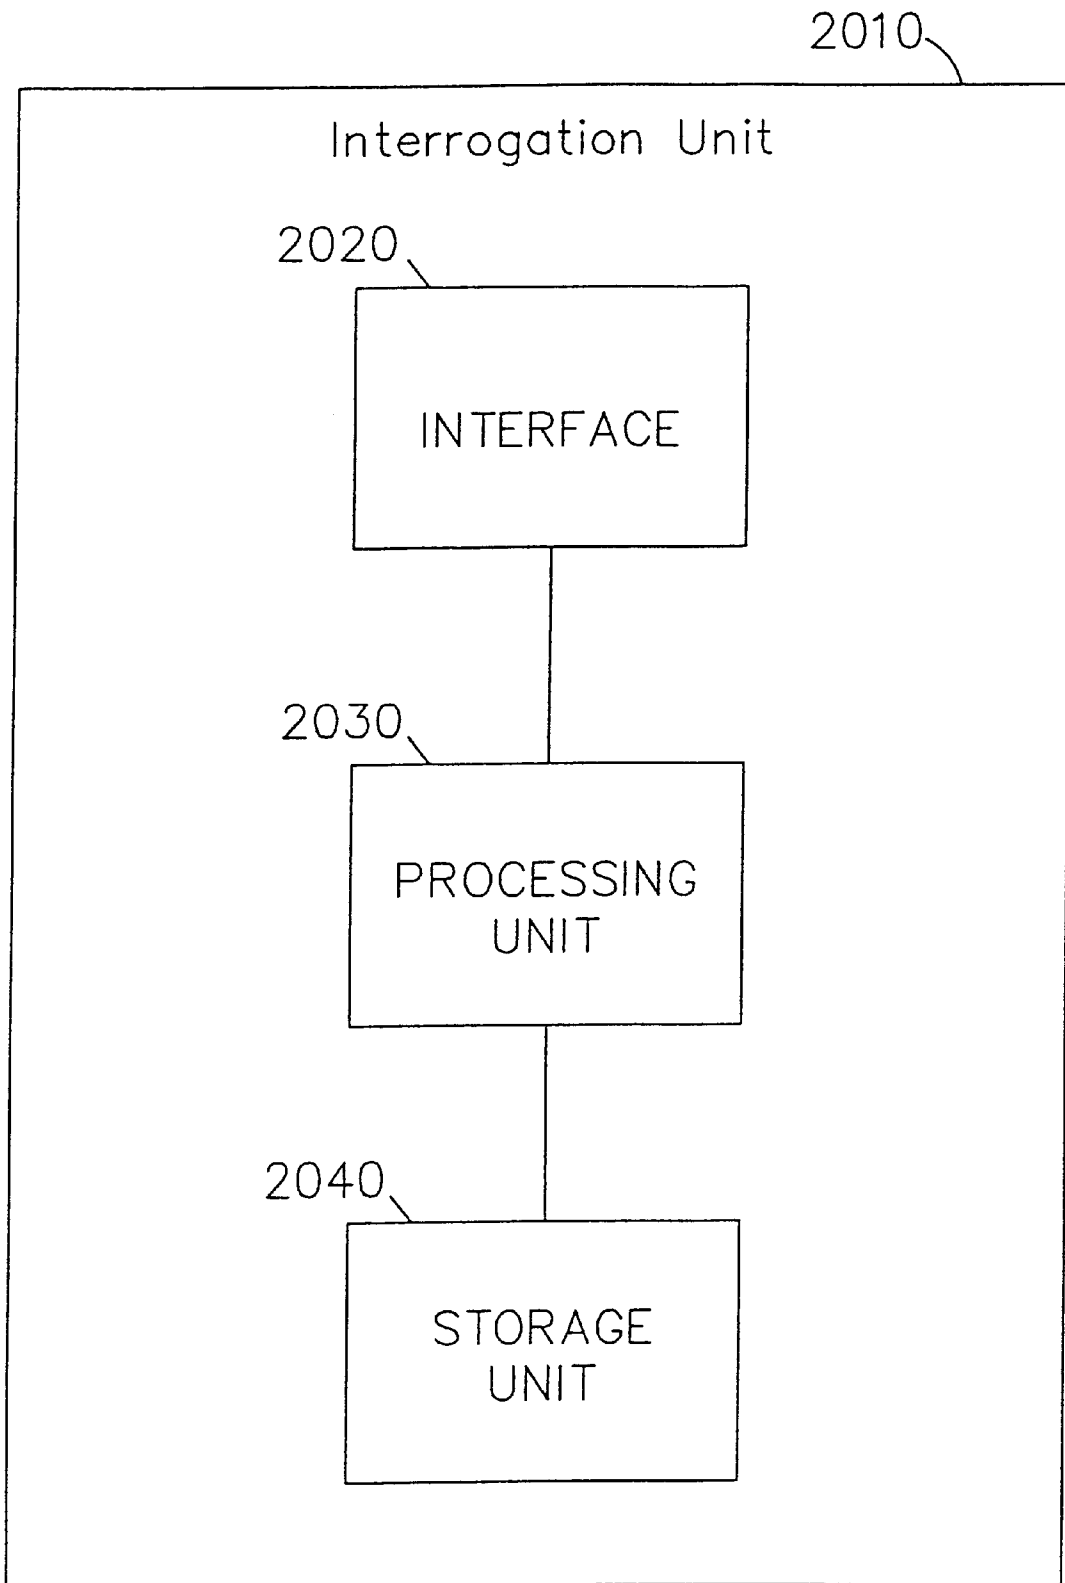 2010
Interrogation Unit
2020
INTERFACE
2030
PROCESSING
UNIT
2040
STORAGE
UNIT